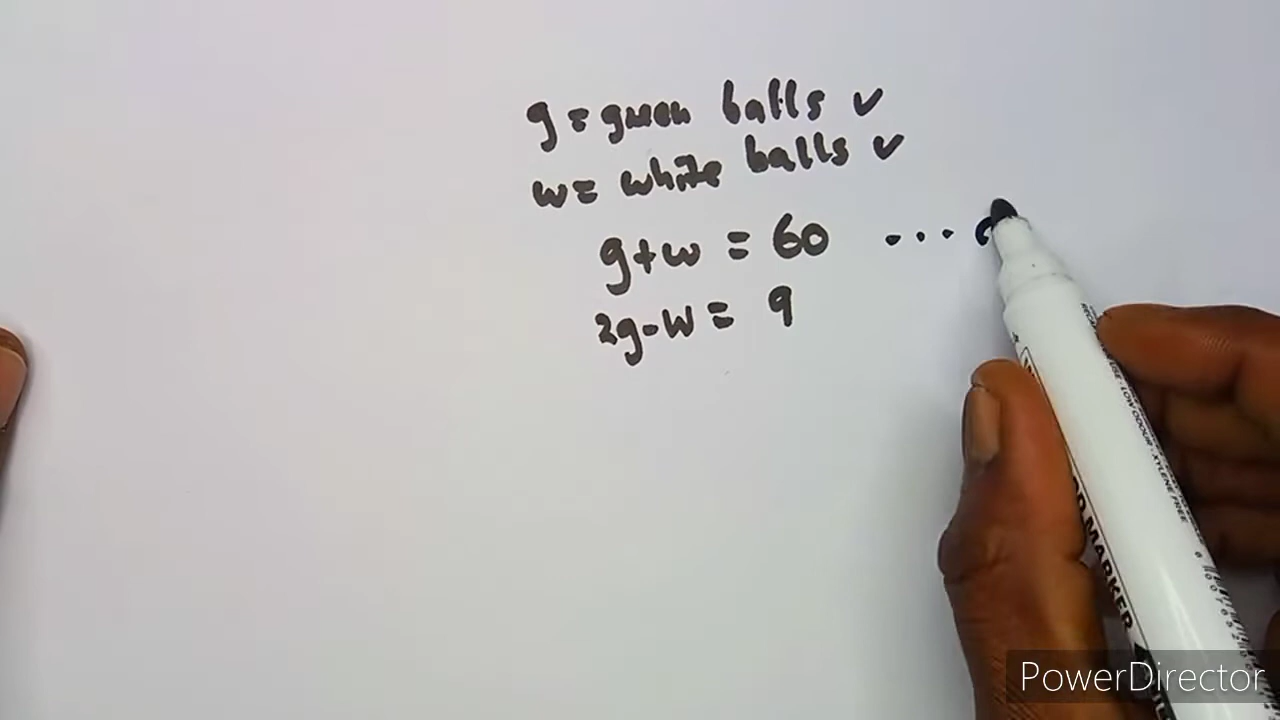 g = green balls ✓
w = white balls ✓
g+w = 60 ...
2g-w = 9
PowerDirector